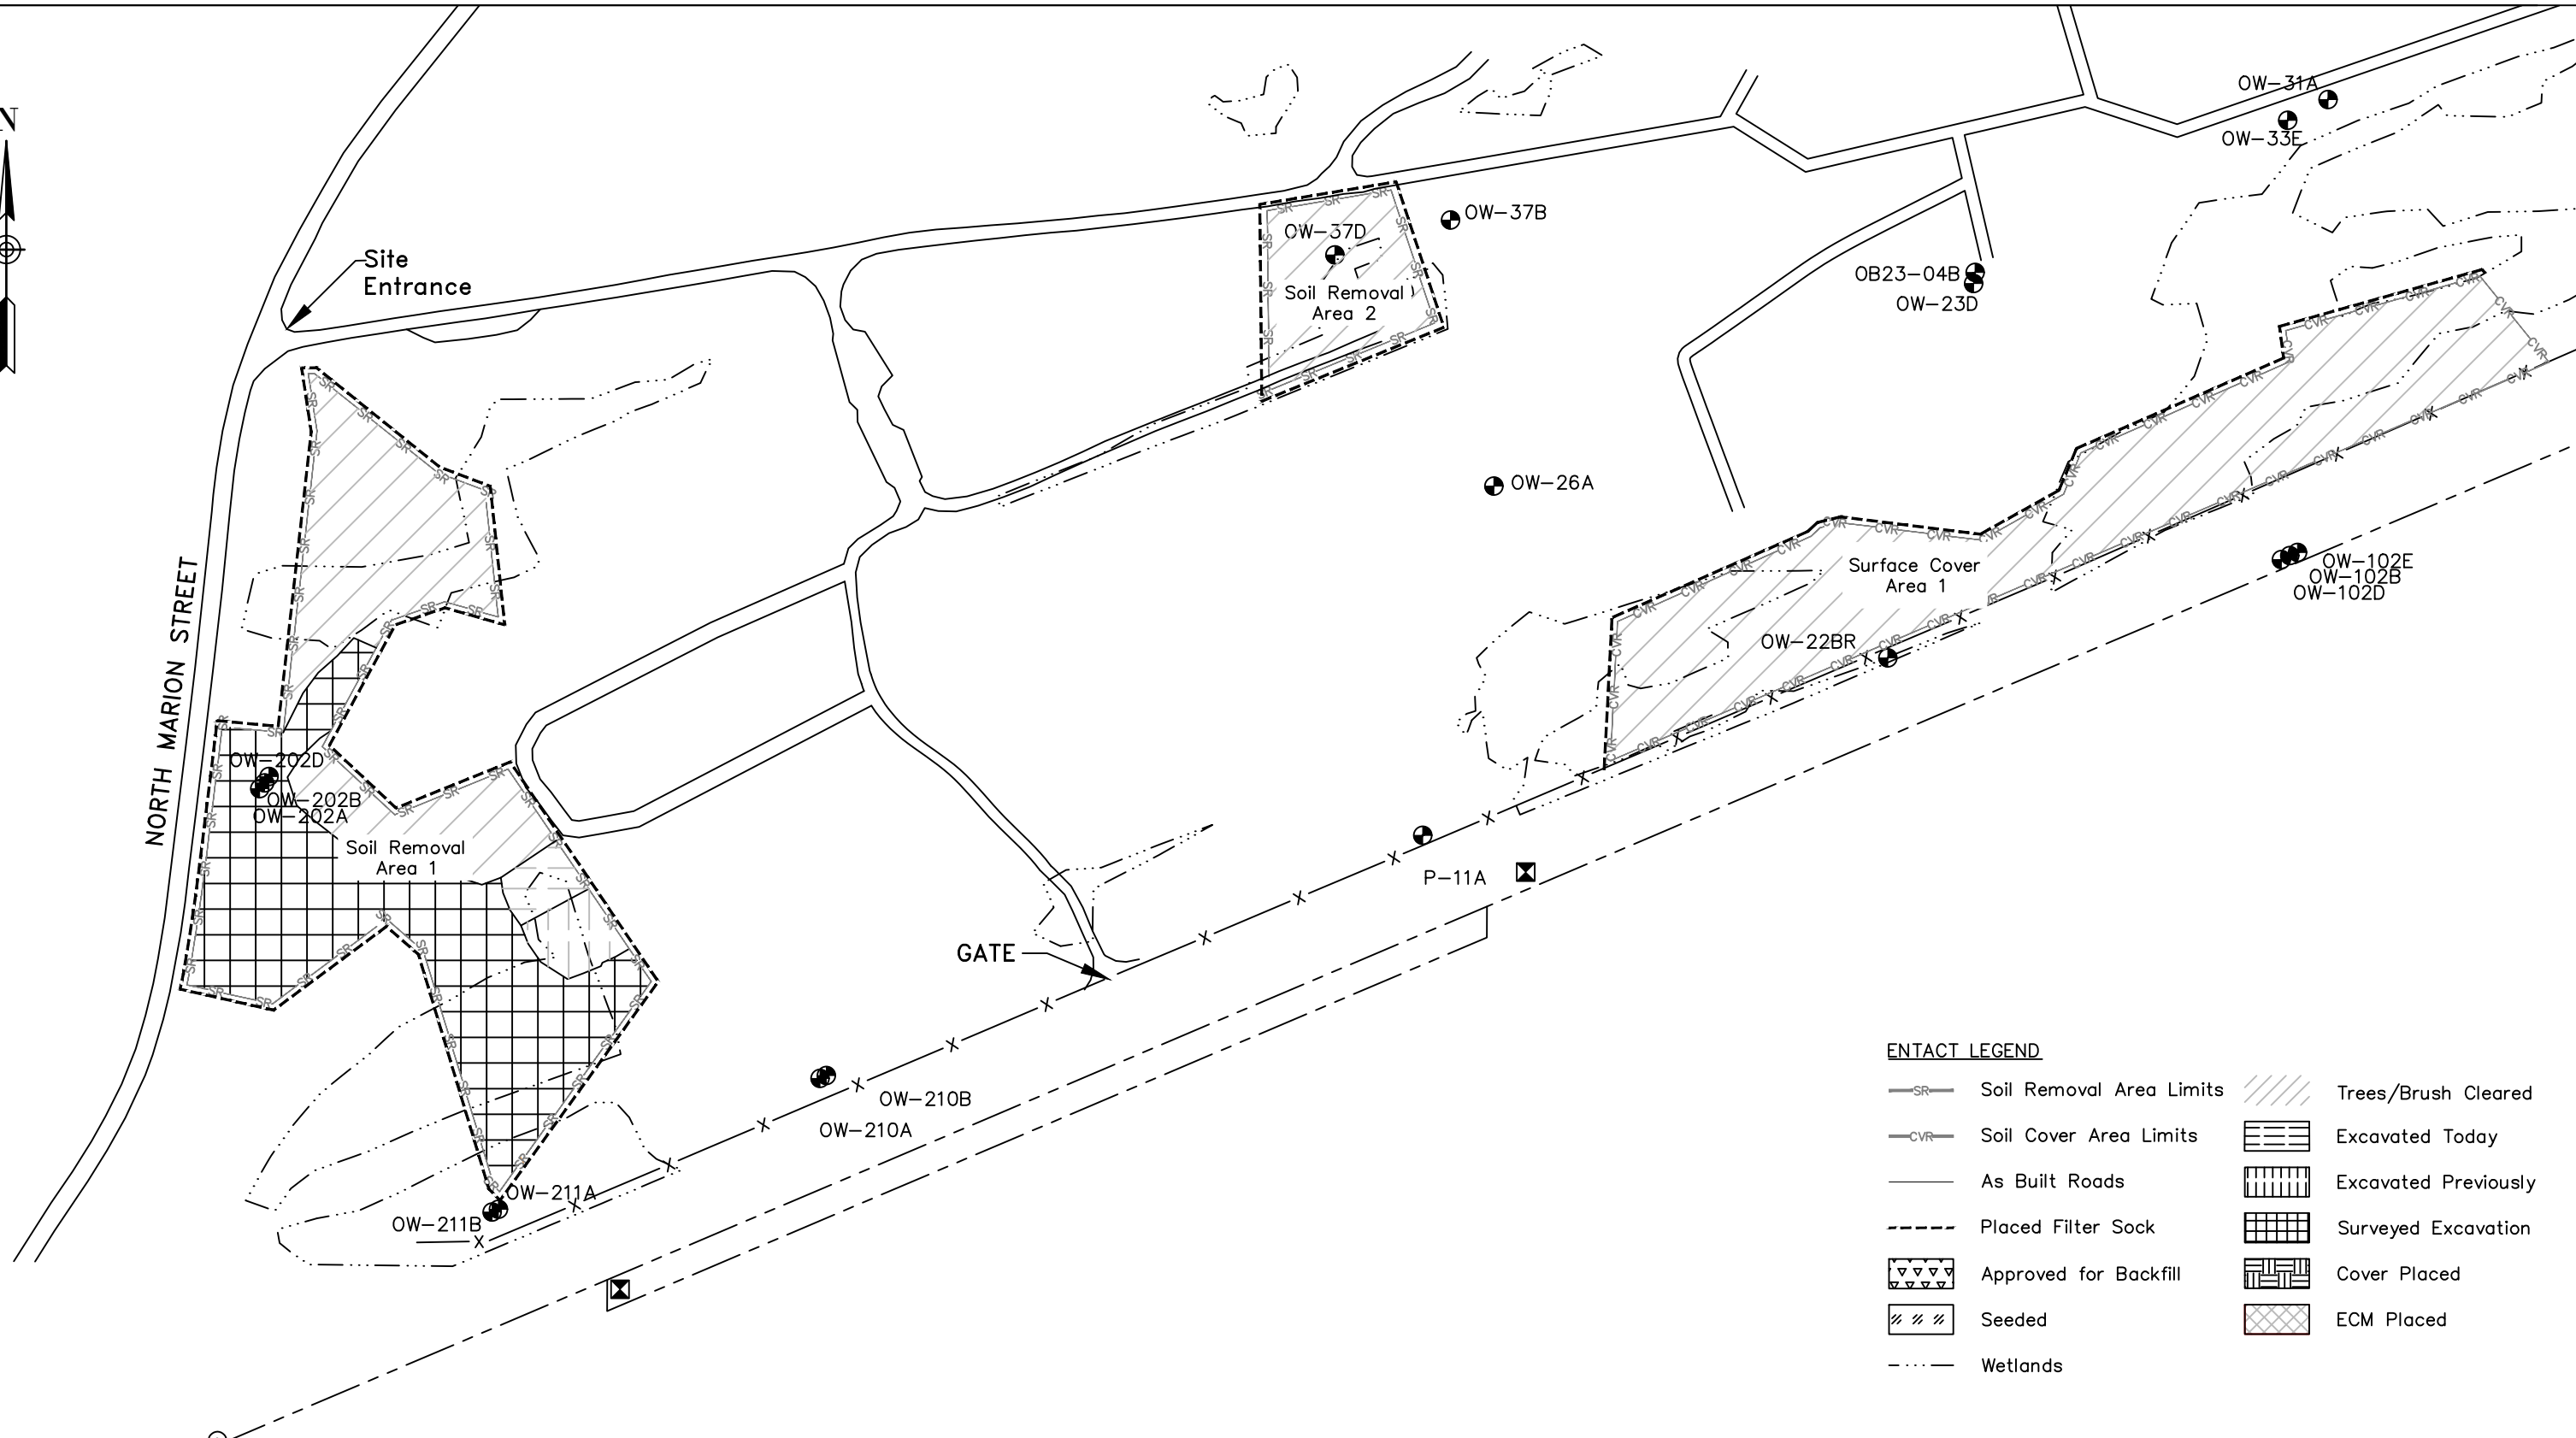 N
Site
Entrance
NORTH MARION STREET
OW-31A
OW-33E
OW-37B
OW-37D
Soil Removal
Area 2
OB23-04B
OW-23D
OW-26A
Surface Cover
Area 1
OW-22BR
OW-102E
OW-102B
OW-102D
OW-202D
OW-202B
OW-202A
Soil Removal
Area 1
P-11A
GATE
OW-210B
OW-210A
OW-211A
OW-211B
ENTACT LEGEND
SR Soil Removal Area Limits
CVR Soil Cover Area Limits
As Built Roads
Placed Filter Sock
Approved for Backfill
Seeded
Wetlands
Trees/Brush Cleared
Excavated Today
Excavated Previously
Surveyed Excavation
Cover Placed
ECM Placed